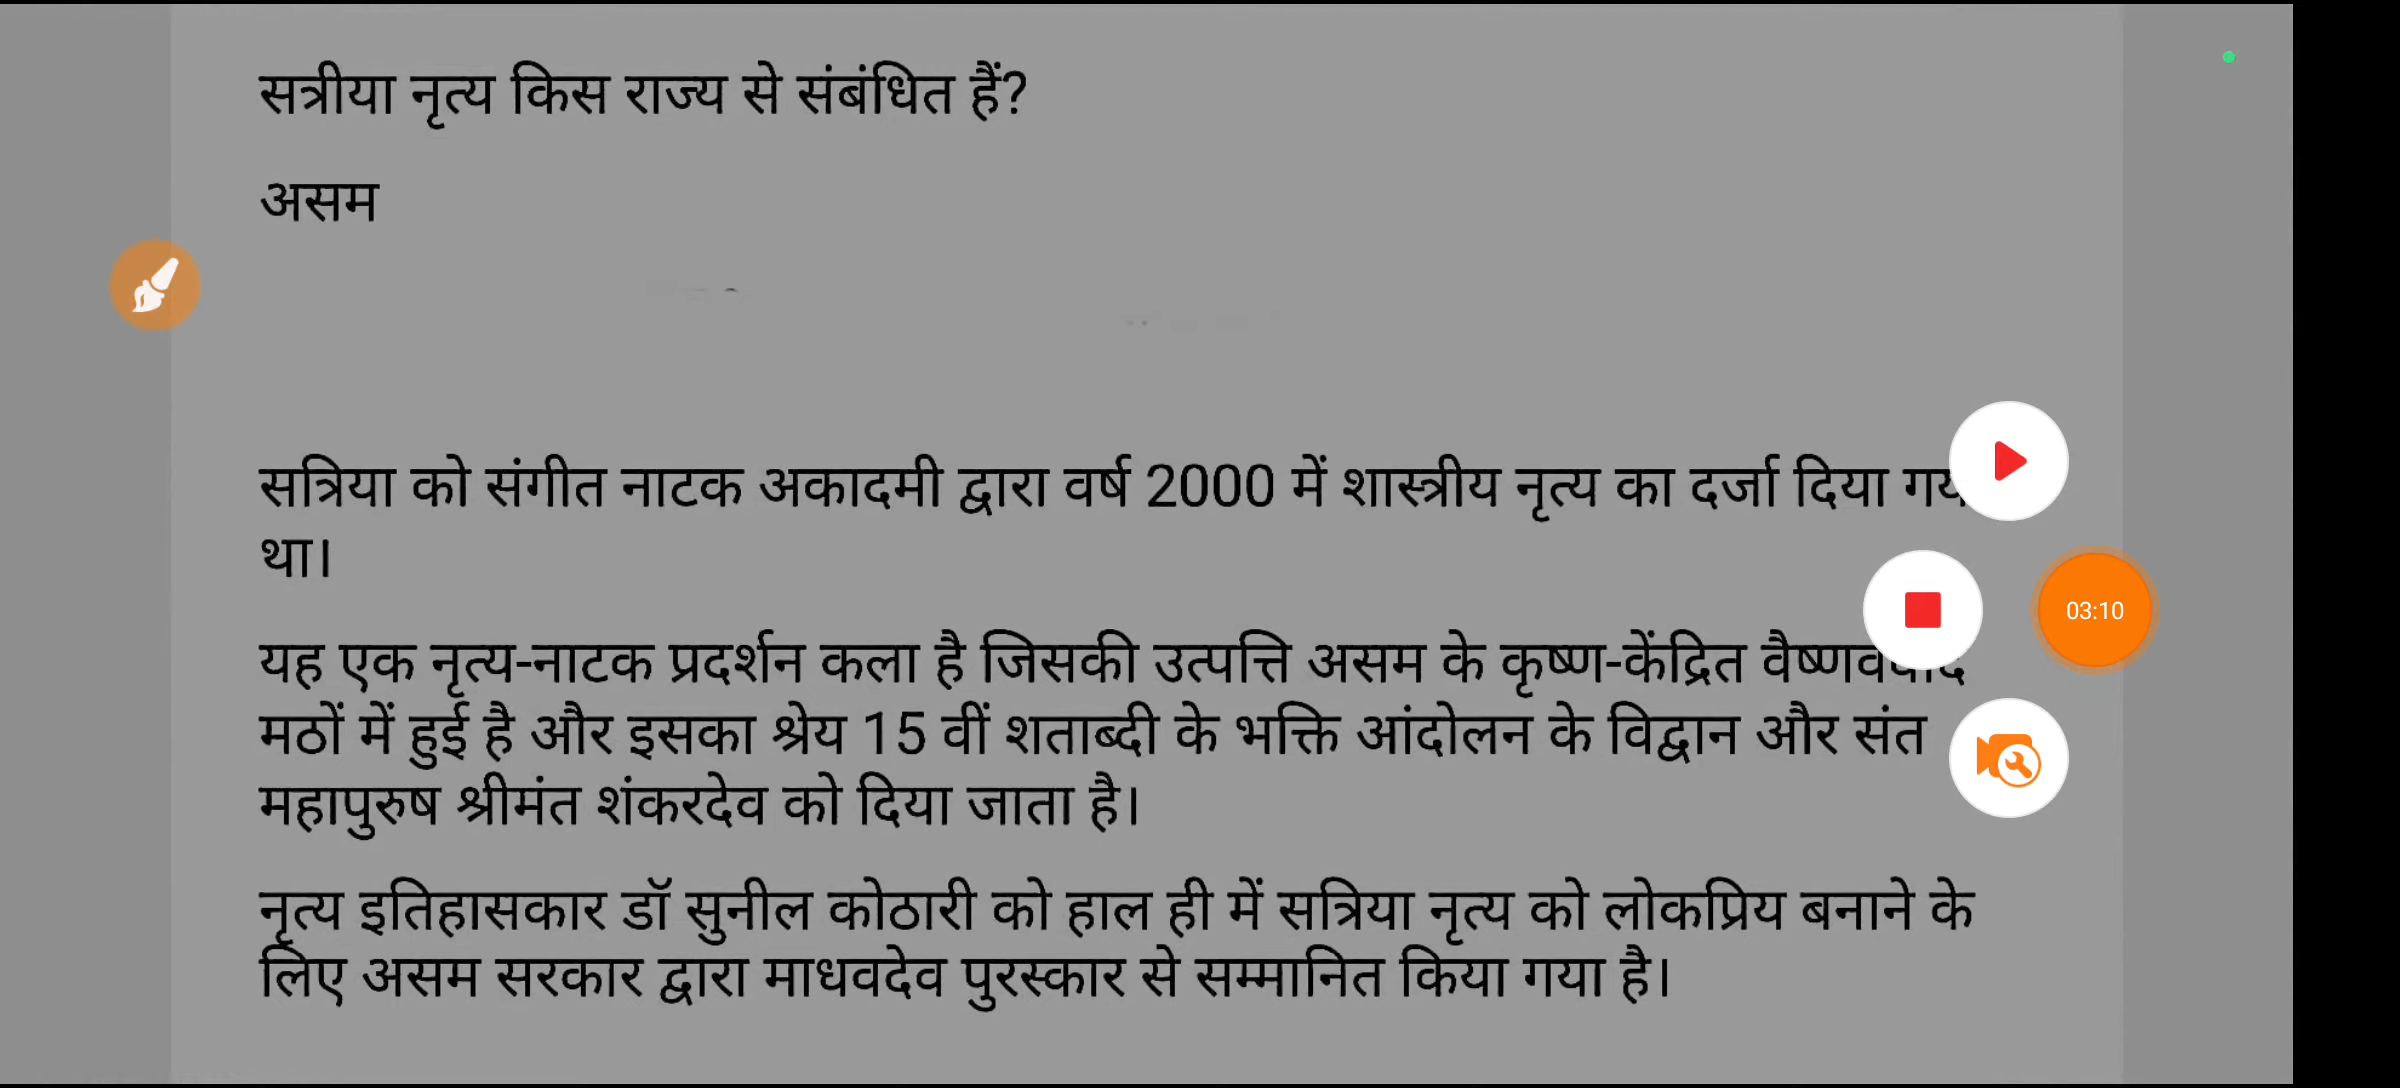 सत्रीया नृत्य किस राज्य से संबंधित हैं?
असम
सत्रिया को संगीत नाटक अकादमी द्वारा वर्ष 2000 में शास्त्रीय नृत्य का दर्जा दिया
था।
यह एक नृत्य-नाटक प्रदर्शन कला है जिसकी उत्पत्ति असम के कृष्ण-केंद्रित
मठों में हुई है और इसका श्रेय 15 वीं शताब्दी के भक्ति आंदोलन के विद्वान और संत
महापुरुष श्रीमंत शंकरदेव को दिया जाता है।
नृत्य इतिहासकार डॉ सुनील कोठारी को हाल ही में सत्रिया नृत्य को लोकप्रिय बनाने के
लिए असम सरकार द्वारा माधवदेव पुरस्कार से सम्मानित किया गया है।
03:10